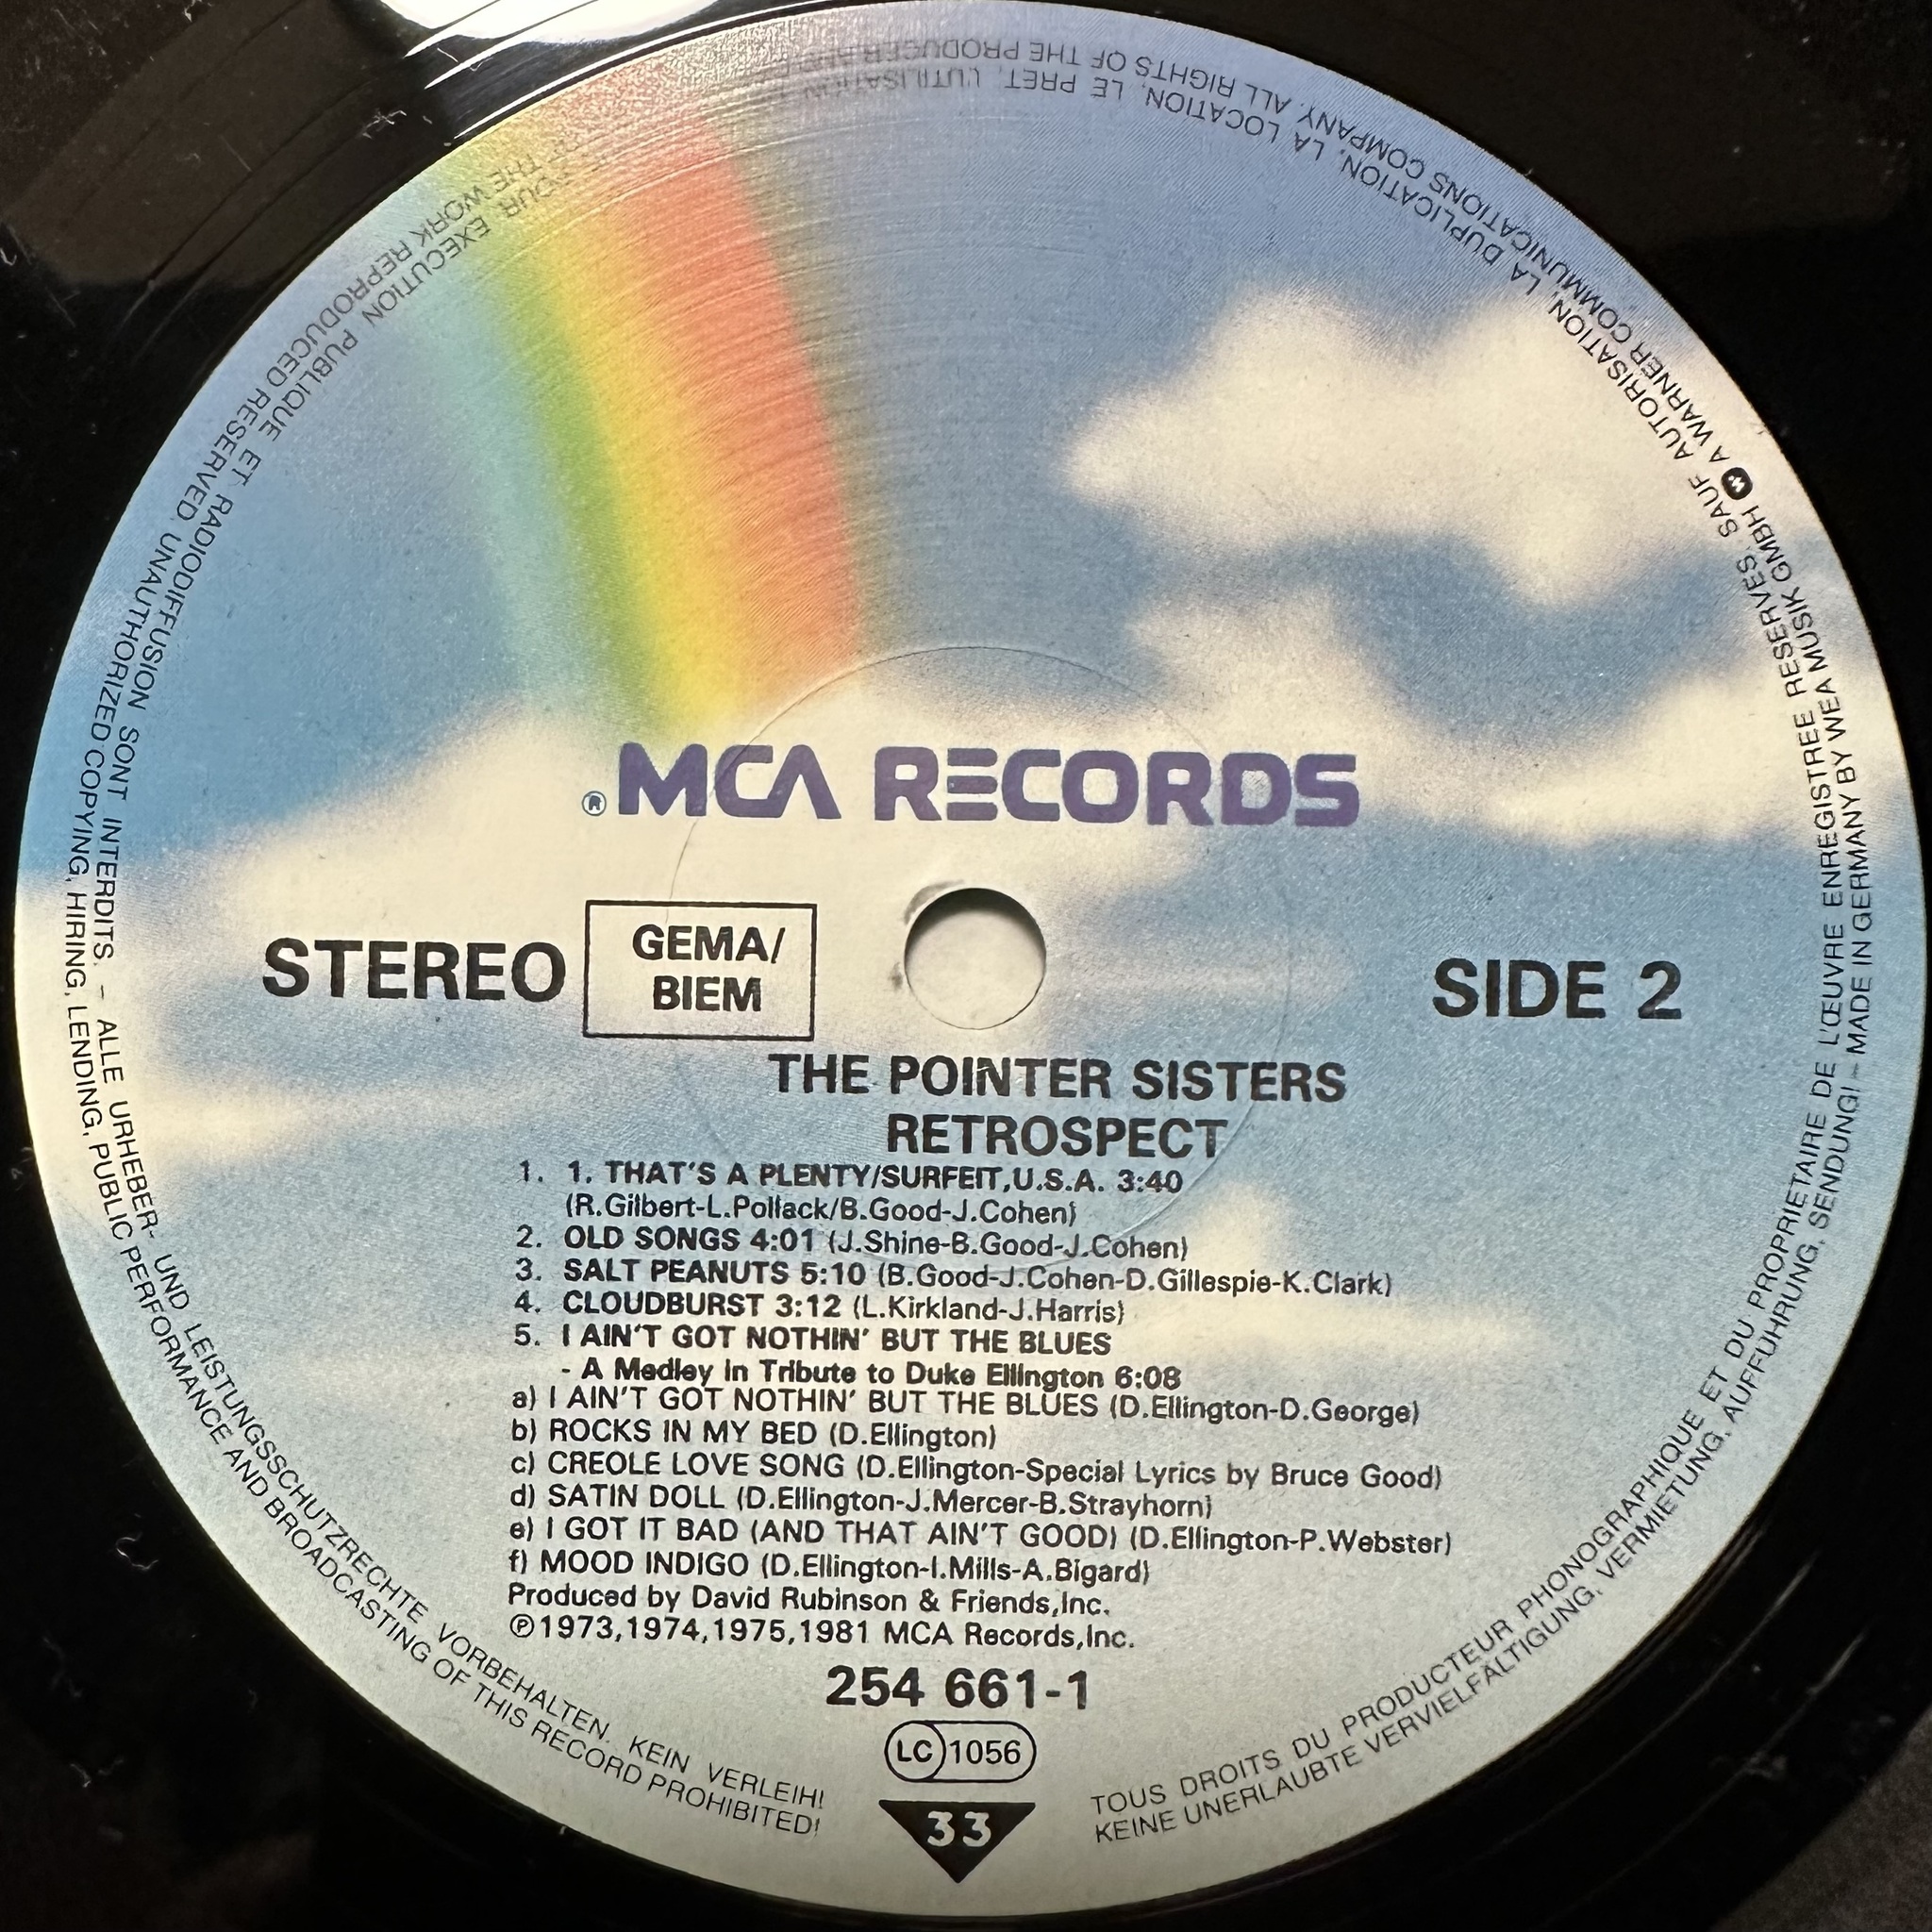 ® MCA RECORDS
STEREO
GEMA/
BIEM
SIDE 2
THE POINTER SISTERS
RETROSPECT
1. 1. THAT'S A PLENTY/SURFEIT,U.S.A. 3:40
(R.Gilbert-L.Pollack/B.Good-J.Cohen)
2. OLD SONGS 4:01 (J.Shine-B.Good-J.Cohen)
3. SALT PEANUTS 5:10 (B.Good-J.Cohen-D.Gillespie-K.Clark)
4. CLOUDBURST 3:12 (L.Kirkland-J.Harris)
5. I AIN'T GOT NOTHIN' BUT THE BLUES
- A Medley in Tribute to Duke Ellington 6:08
a) I AIN'T GOT NOTHIN' BUT THE BLUES (D.Ellington-D.George)
b) ROCKS IN MY BED (D.Ellington)
c) CREOLE LOVE SONG (D.Ellington-Special Lyrics by Bruce Good)
d) SATIN DOLL (D.Ellington-J.Mercer-B.Strayhorn)
e) I GOT IT BAD (AND THAT AIN'T GOOD) (D.Ellington-P.Webster)
f) MOOD INDIGO (D.Ellington-I.Mills-A.Bigard)
Produced by David Rubinson & Friends,Inc.
℗1973,1974,1975,1981 MCA Records,Inc.
254 661-1
LC 1056
33
TOUS DROITS DU PRODUCTEUR PHONOGRAPHIQUE ET DU PROPRIETAIRE DE L'ŒUVRE ENREGISTREE RESERVES. SAUF AUTORISATION, LA DUPLICATION, LA LOCATION, LE PRET, L'UTILISATION POUR EXECUTION PUBLIQUE ET RADIODIFFUSION SONT INTERDITS. - ALLE URHEBER- UND LEISTUNGSSCHUTZRECHTE VORBEHALTEN. KEIN VERLEIH!
KEINE UNERLAUBTE VERVIELFÄLTIGUNG, VERMIETUNG, AUFFÜHRUNG, SENDUNG! - MADE IN GERMANY BY WEA MUSIK GMBH W A WARNER COMMUNICATIONS COMPANY. ALL RIGHTS OF THE PRODUCER AND OF THE WORK REPRODUCED RESERVED UNAUTHORIZED COPYING, HIRING, LENDING, PUBLIC PERFORMANCE AND BROADCASTING OF THIS RECORD PROHIBITED!